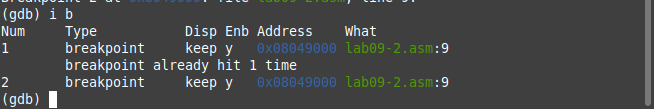 Breakpoint 2 at 0x08049000: file lab09-2.asm, line 9.
(gdb) i b
Num     Type           Disp Enb Address    What
1       breakpoint     keep y   0x08049000 lab09-2.asm:9
        breakpoint already hit 1 time
2       breakpoint     keep y   0x08049000 lab09-2.asm:9
(gdb)